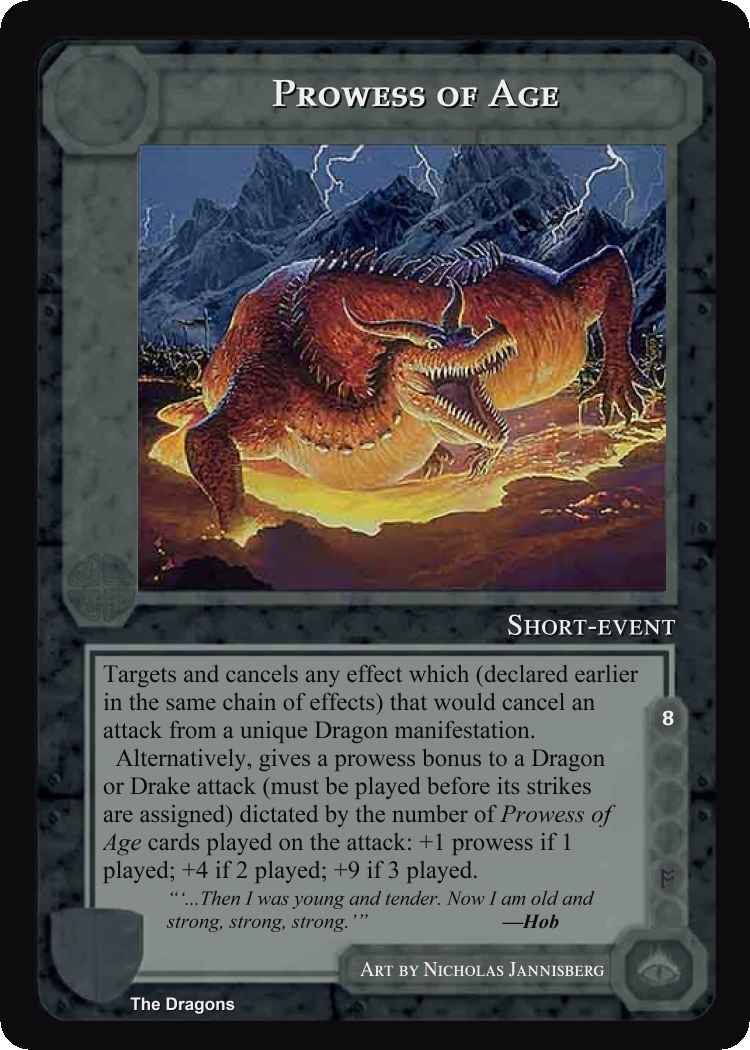 Prowess of Age
Short-event
Targets and cancels any effect which (declared earlier
in the same chain of effects) that would cancel an
attack from a unique Dragon manifestation.
Alternatively, gives a prowess bonus to a Dragon
or Drake attack (must be played before its strikes
are assigned) dictated by the number of Prowess of
Age cards played on the attack: +1 prowess if 1
played; +4 if 2 played; +9 if 3 played.
8
“‘...Then I was young and tender. Now I am old and
strong, strong, strong.’” —Hob
Art by Nicholas Jannisberg
The Dragons